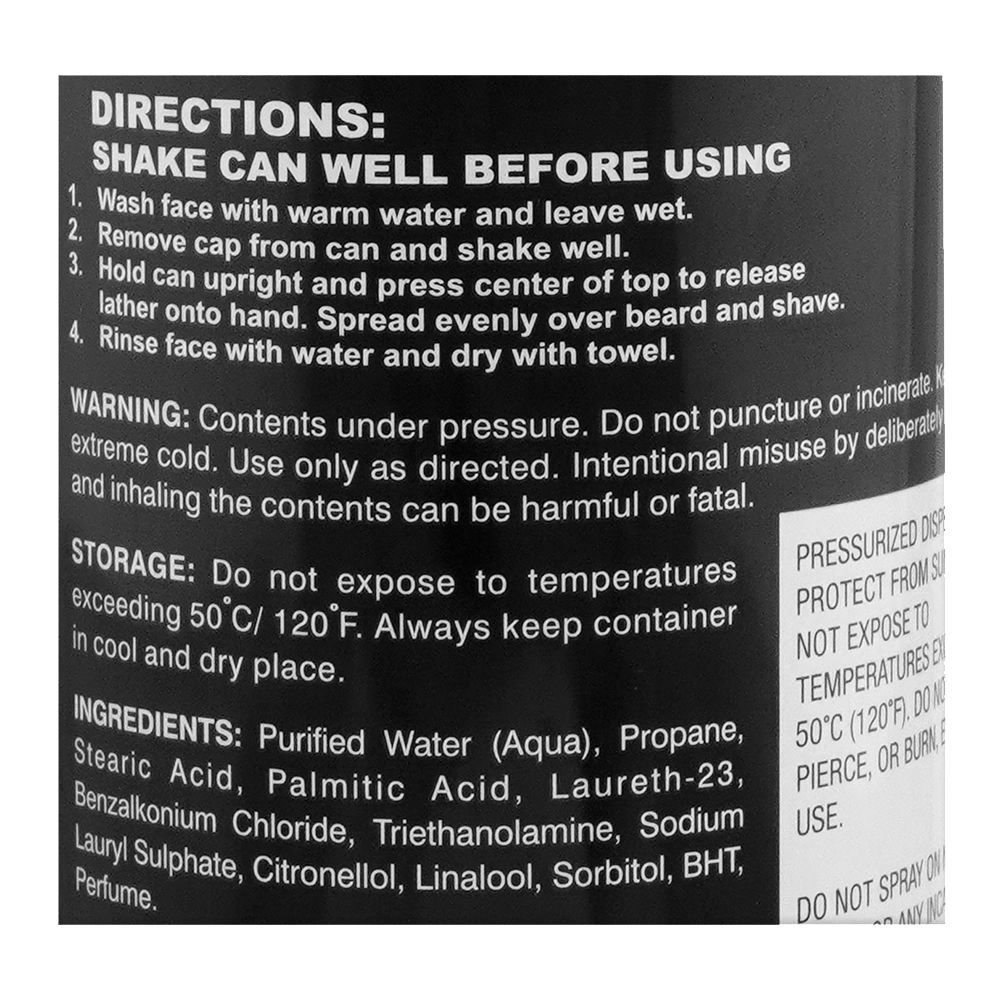 DIRECTIONS:
SHAKE CAN WELL BEFORE USING
1. Wash face with warm water and leave wet.
2. Remove cap from can and shake well.
3. Hold can upright and press center of top to release
lather onto hand. Spread evenly over beard and shave.
4. Rinse face with water and dry with towel.
WARNING: Contents under pressure. Do not puncture or incinerate.
extreme cold. Use only as directed. Intentional misuse by deliberately
and inhaling the contents can be harmful or fatal.
STORAGE: Do not expose to temperatures
exceeding 50°C/ 120°F. Always keep container
in cool and dry place.
INGREDIENTS: Purified Water (Aqua), Propane,
Stearic Acid, Palmitic Acid, Laureth-23,
Benzalkonium Chloride, Triethanolamine, Sodium
Lauryl Sulphate, Citronellol, Linalool, Sorbitol, BHT,
Perfume.
PRESSURIZED
PROTECT FROM
NOT EXPOSE TO
TEMPERATURES
50°C (120°F). DO
PIERCE, OR BURN,
USE.
DO NOT SPRAY ON
OR ANY